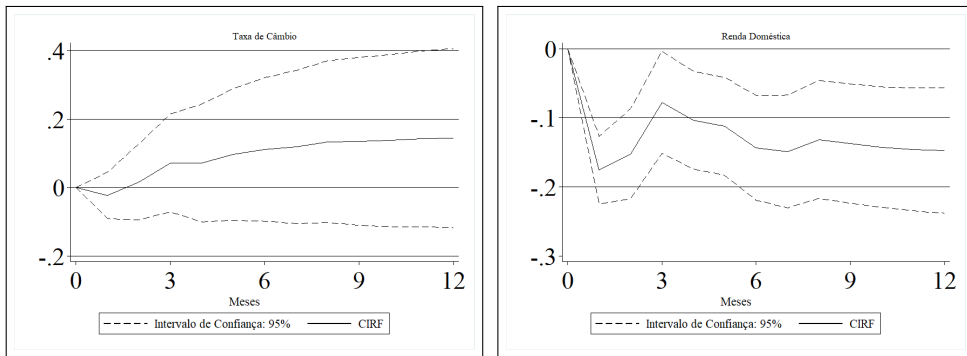 Taxa de Câmbio
.4
.2
0
-.2
0 3 6 9 12
Meses
Intervalo de Confiança: 95% CIRF
Renda Doméstica
0
-.1
-.2
-.3
0 3 6 9 12
Meses
Intervalo de Confiança: 95% CIRF